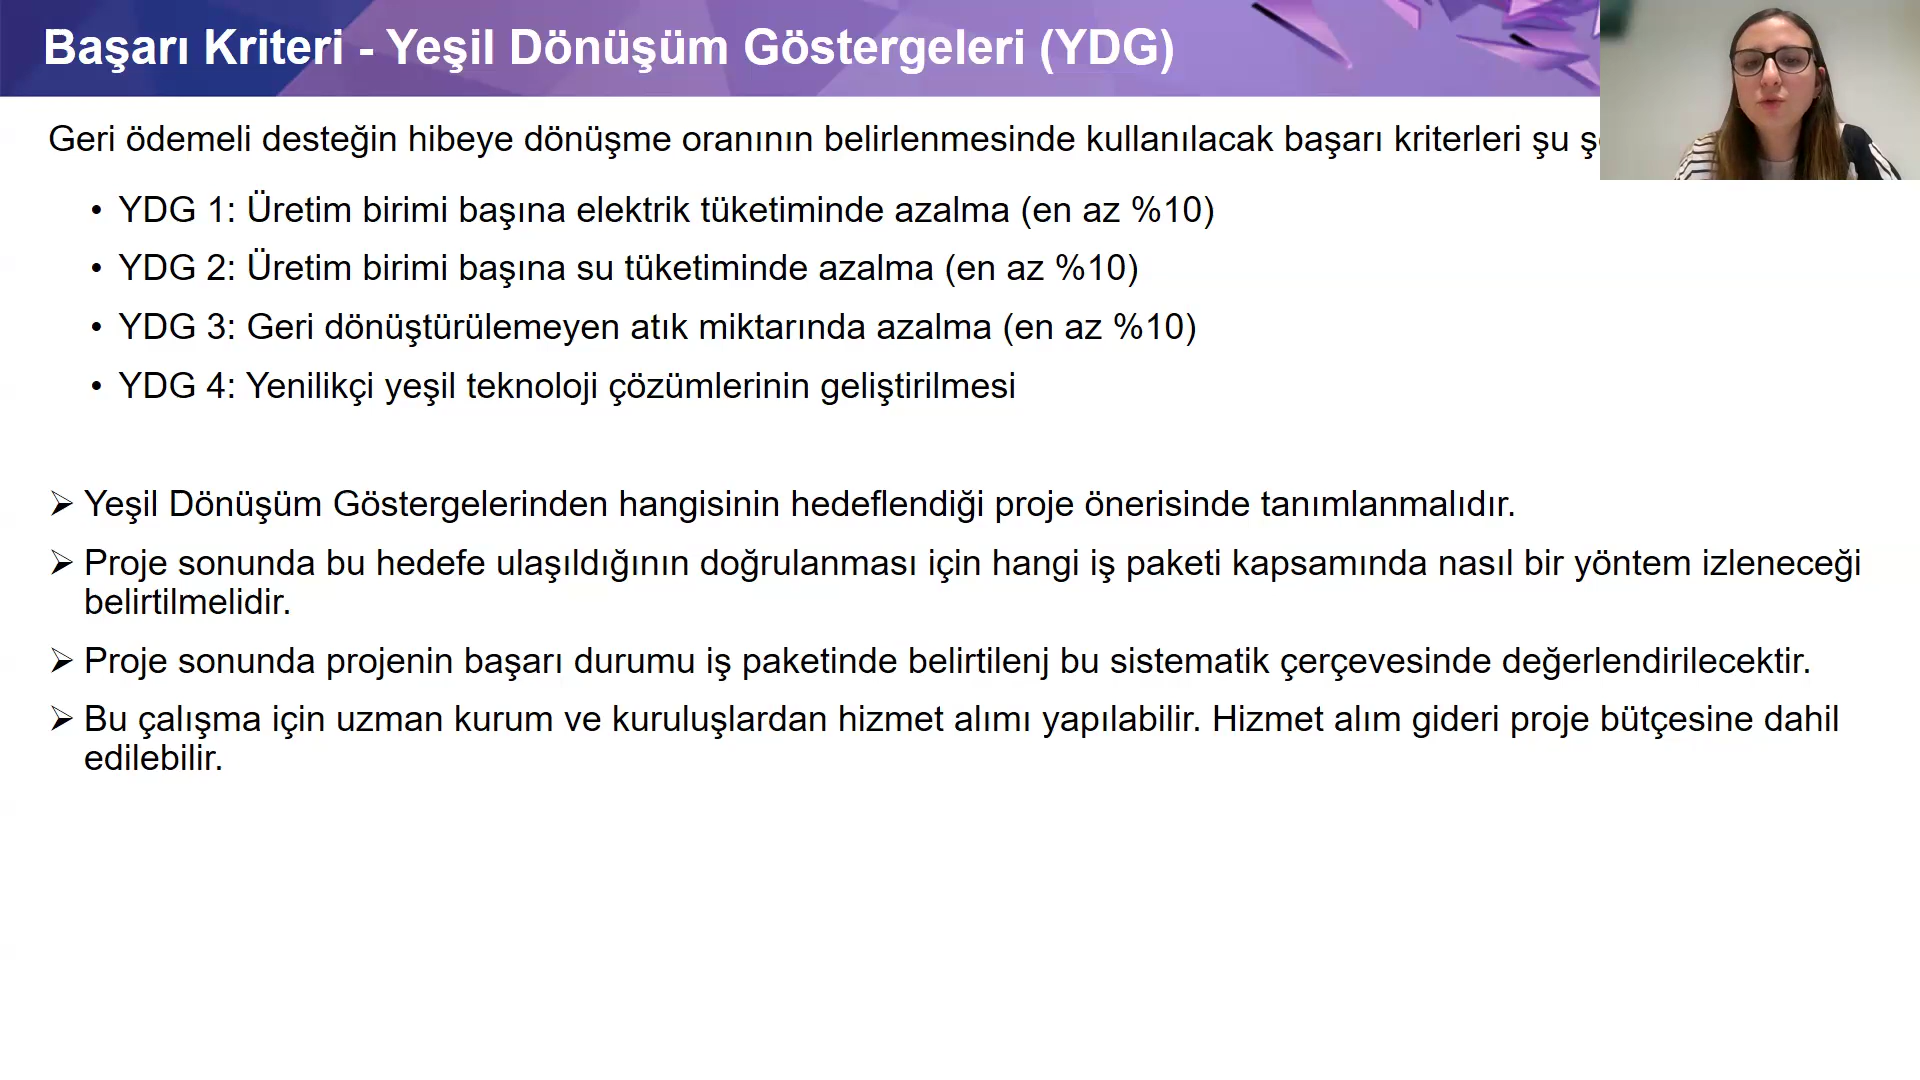 Başarı Kriteri - Yeşil Dönüşüm Göstergeleri (YDG)
Geri ödemeli desteğin hibeye dönüşme oranının belirlenmesinde kullanılacak başarı kriterleri şu
• YDG 1: Üretim birimi başına elektrik tüketiminde azalma (en az %10)
• YDG 2: Üretim birimi başına su tüketiminde azalma (en az %10)
• YDG 3: Geri dönüştürülemeyen atık miktarında azalma (en az %10)
• YDG 4: Yenilikçi yeşil teknoloji çözümlerinin geliştirilmesi
➢ Yeşil Dönüşüm Göstergelerinden hangisinin hedeflendiği proje önerisinde tanımlanmalıdır.
➢ Proje sonunda bu hedefe ulaşıldığının doğrulanması için hangi iş paketi kapsamında nasıl bir yöntem izleneceği
belirtilmelidir.
➢ Proje sonunda projenin başarı durumu iş paketinde belirtilenj bu sistematik çerçevesinde değerlendirilecektir.
➢ Bu çalışma için uzman kurum ve kuruluşlardan hizmet alımı yapılabilir. Hizmet alım gideri proje bütçesine dahil
edilebilir.